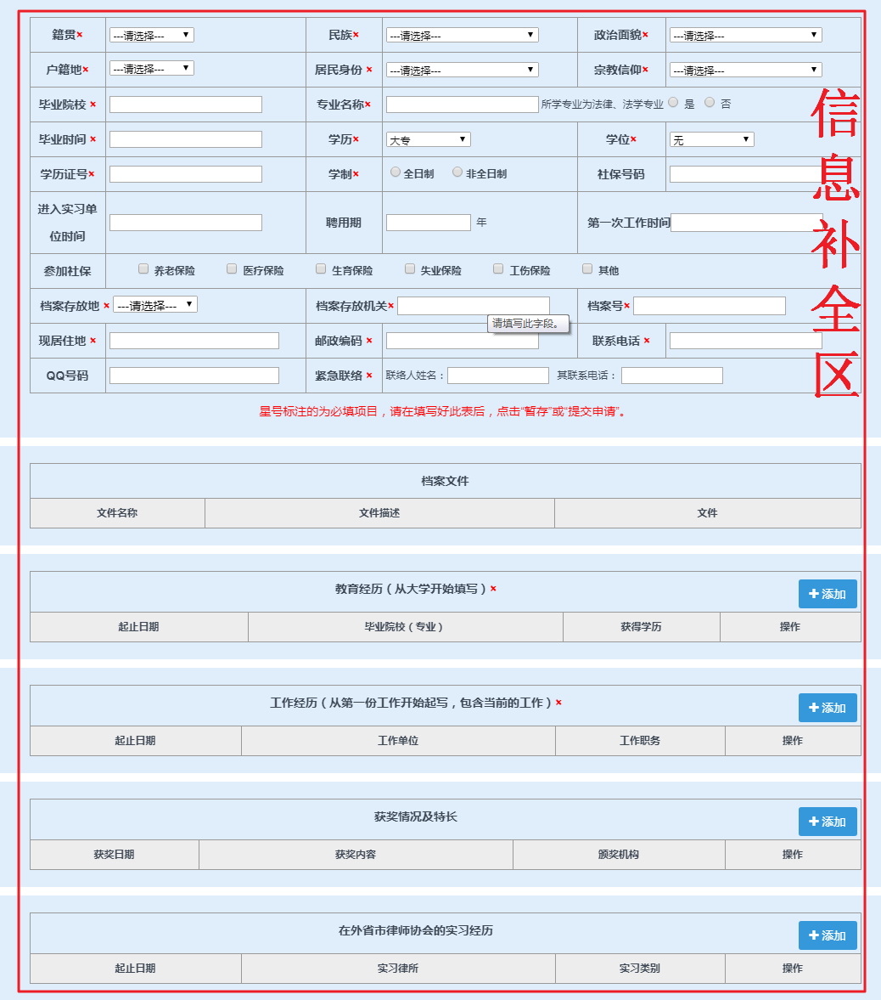 籍贯× ---请选择--- 民族× ---请选择--- 政治面貌× ---请选择---
户籍地× ---请选择--- 居民身份 × ---请选择--- 宗教信仰× ---请选择---
毕业院校 × 专业名称× 所学专业为法律、法学专业 是 否
毕业时间 × 学历× 大专 学位× 无
学历证号× 学制× 全日制 非全日制 社保号码
进入实习单
位时间 聘用期 年 第一次工作时间
参加社保 养老保险 医疗保险 生育保险 失业保险 工伤保险 其他
档案存放地 × ---请选择--- 档案存放机关× 档案号×
请填写此字段。
现居住地 × 邮政编码 × 联系电话 ×
QQ号码 紧急联络 × 联络人姓名： 其联系电话：
信息补全区
星号标注的为必填项目，请在填写好此表后，点击“暂存”或“提交申请”。
档案文件
文件名称 文件描述 文件
教育经历（从大学开始填写）× +添加
起止日期 毕业院校（专业） 获得学历 操作
工作经历（从第一份工作开始起写，包含当前的工作）× +添加
起止日期 工作单位 工作职务 操作
获奖情况及特长 +添加
获奖日期 获奖内容 颁奖机构 操作
在外省市律师协会的实习经历 +添加
起止日期 实习律所 实习类别 操作